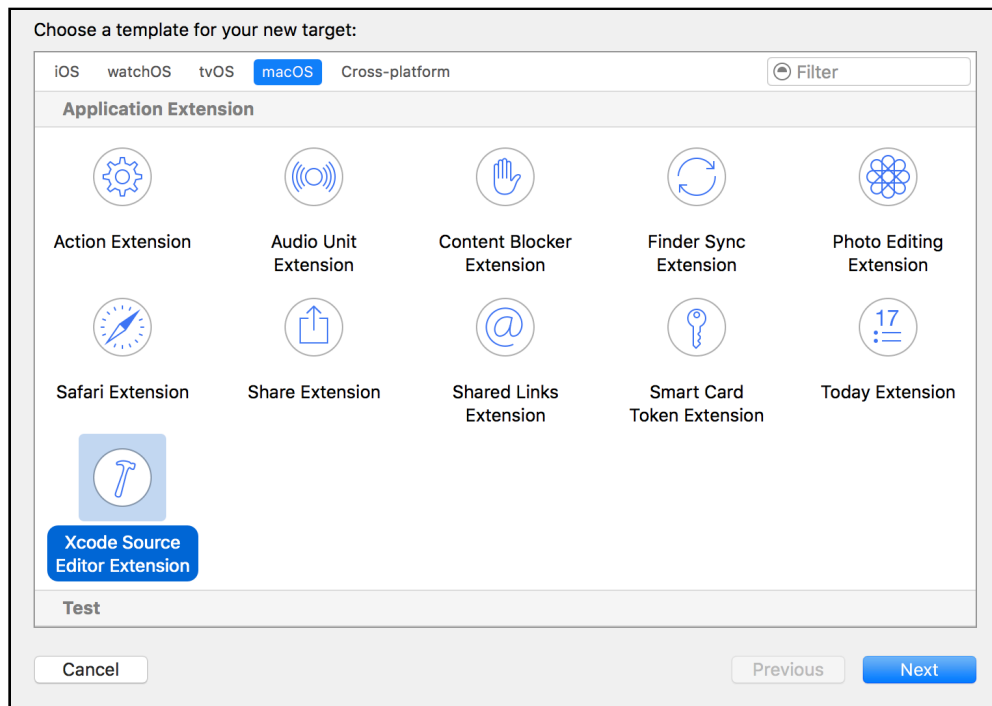 Choose a template for your new target:
iOS watchOS tvOS macOS Cross-platform Filter
Application Extension
Action Extension
Audio Unit
Extension
Content Blocker
Extension
Finder Sync
Extension
Photo Editing
Extension
@
17
Safari Extension
Share Extension
Shared Links
Extension
Smart Card
Token Extension
Today Extension
Xcode Source
Editor Extension
Test
Cancel Previous Next